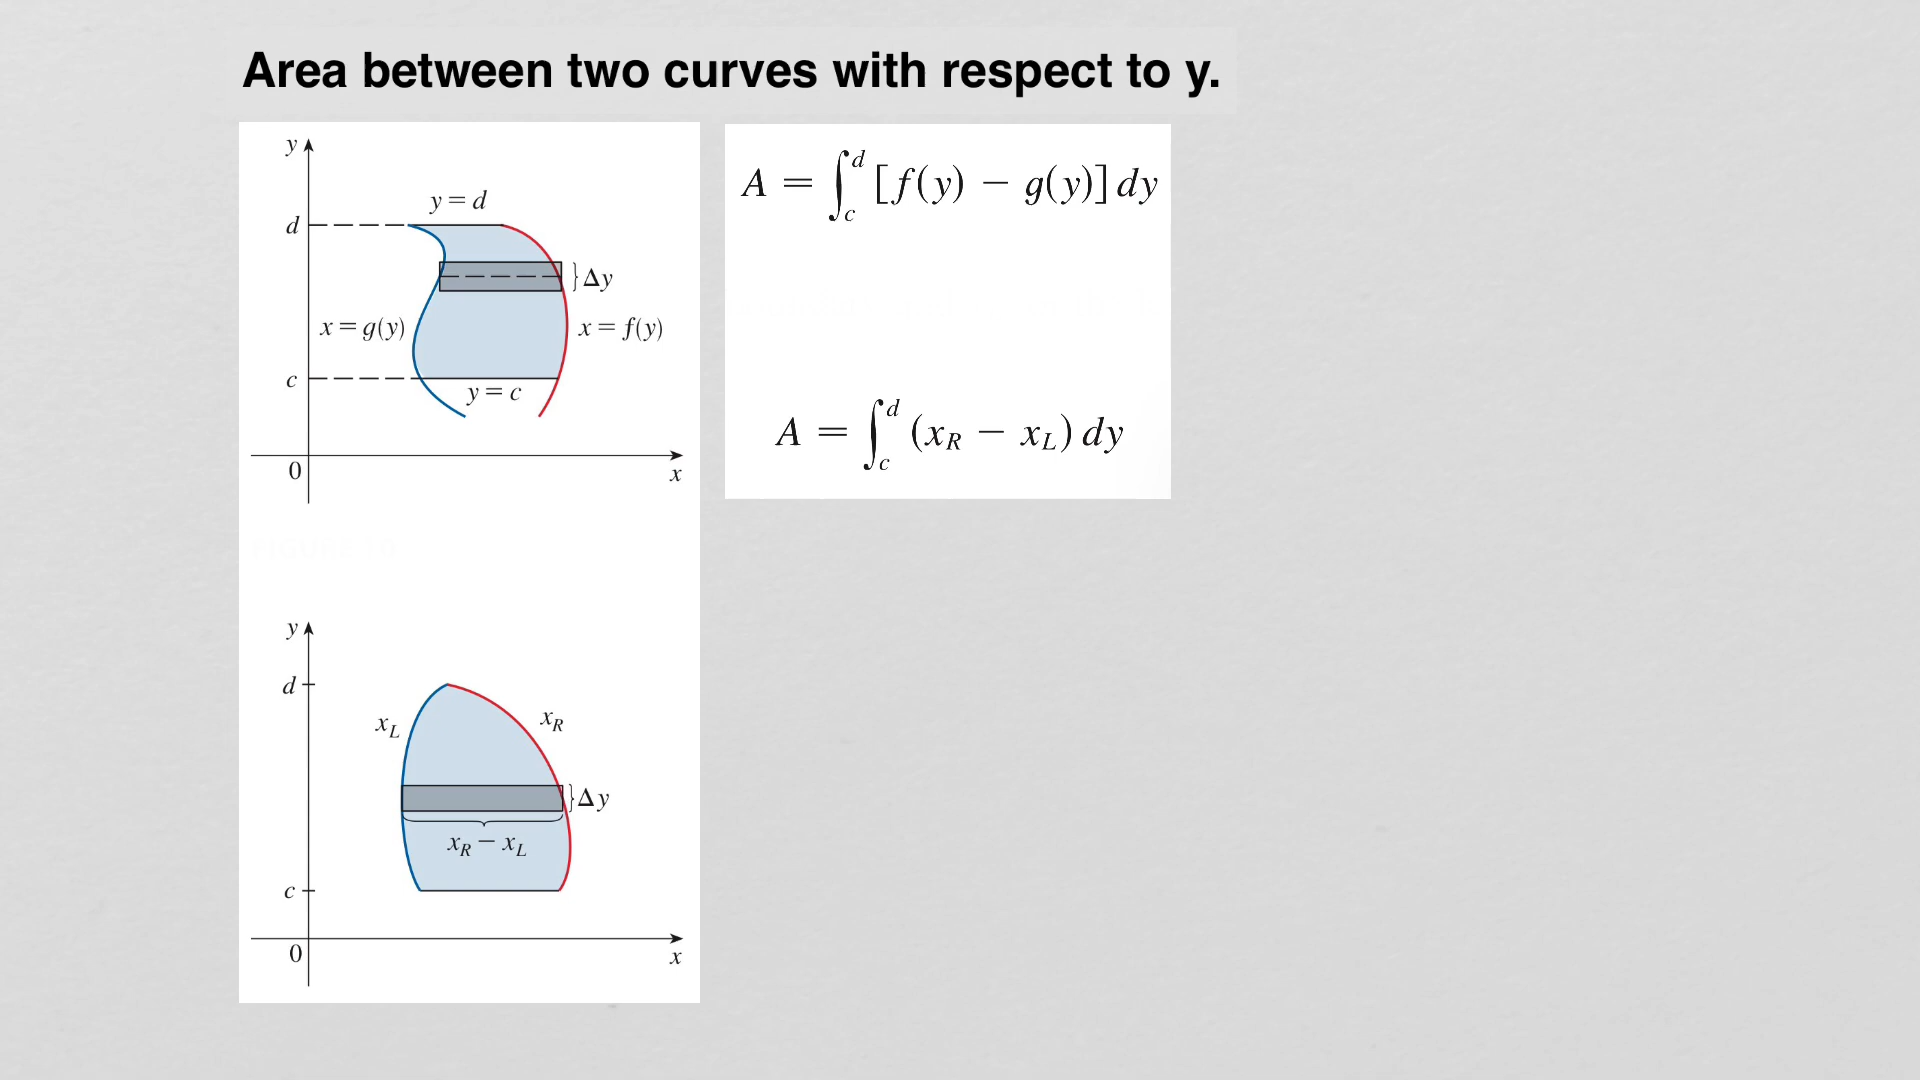 Area between two curves with respect to y.
y
y = d
d
} Δy
x = g(y)
x = f(y)
c
y = c
0
x
A = ∫_c^d [f(y) − g(y)] dy
A = ∫_c^d (x_R − x_L) dy
y
d
x_L
x_R
} Δy
x_R − x_L
c
0
x